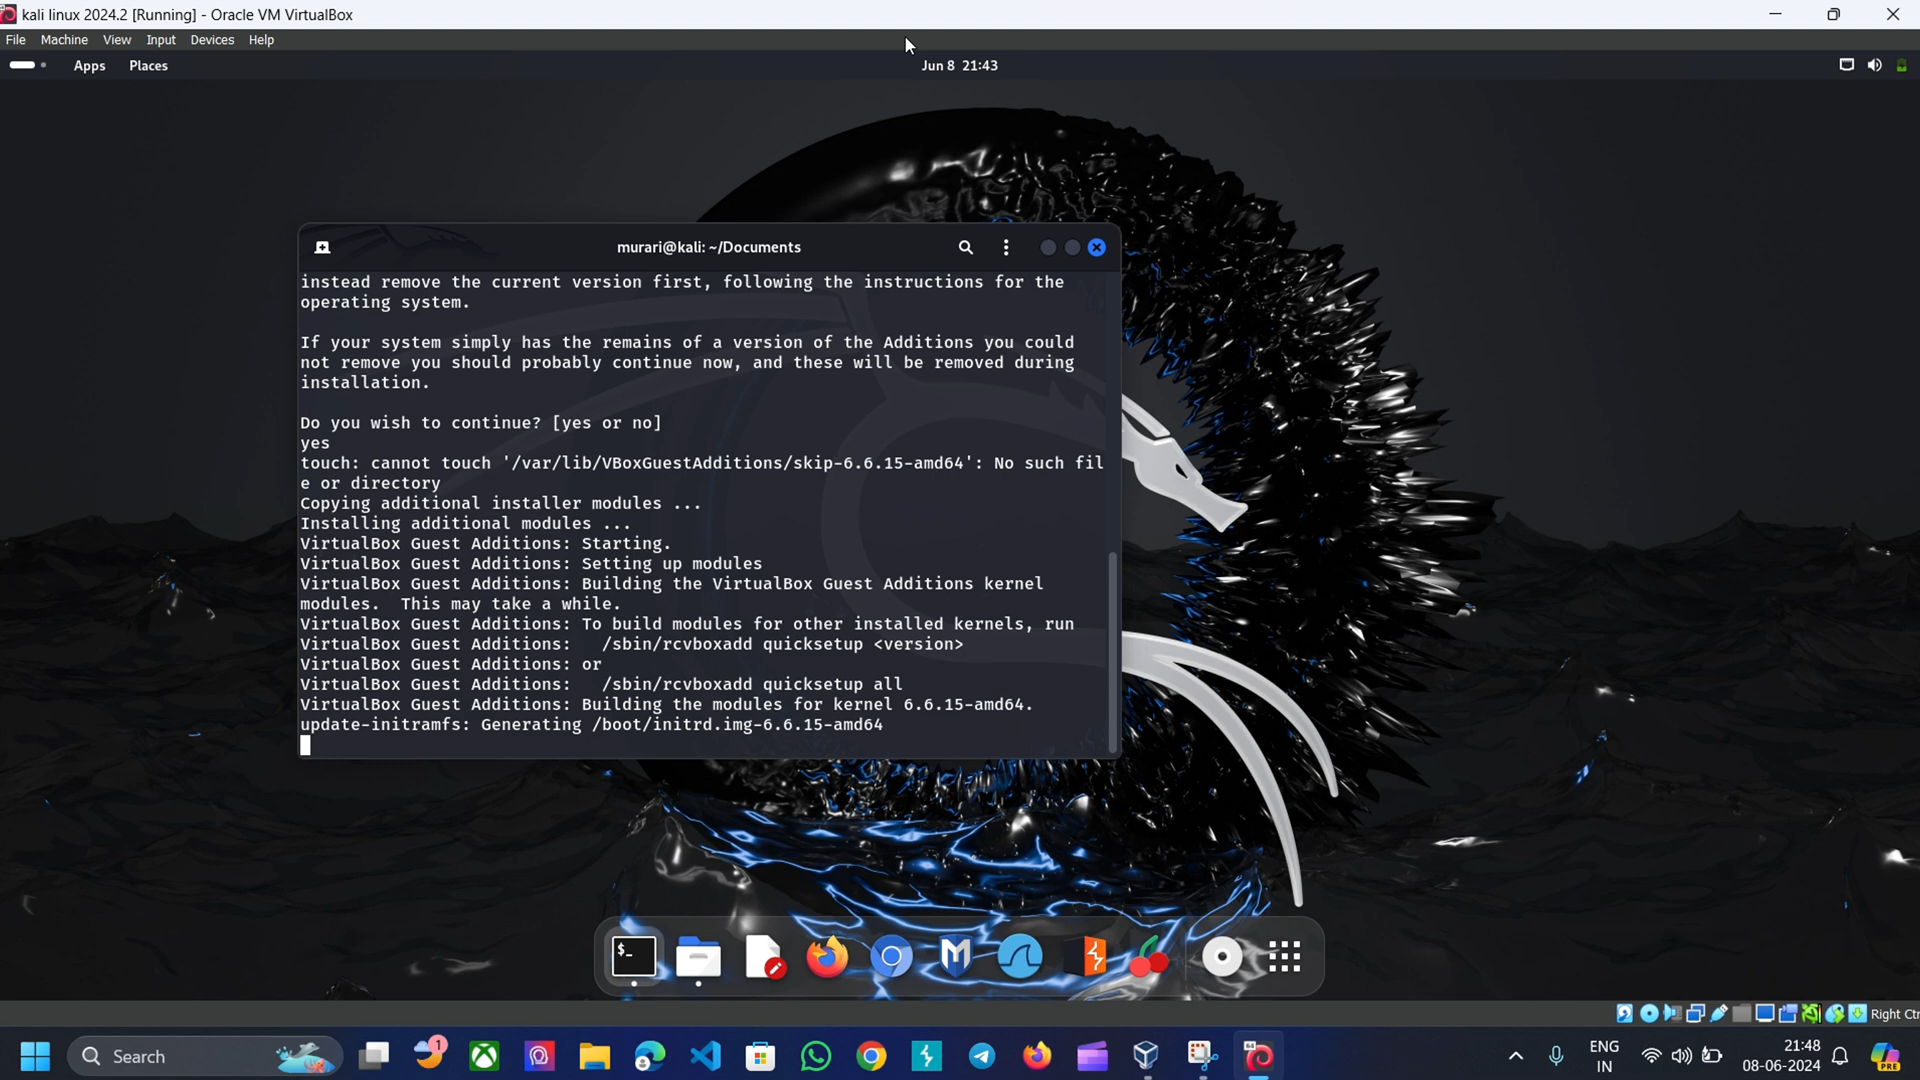 kali linux 2024.2 [Running] - Oracle VM VirtualBox
File Machine View Input Devices Help
Apps Places Jun 8 21:43
murari@kali: ~/Documents
instead remove the current version first, following the instructions for the
operating system.
If your system simply has the remains of a version of the Additions you could
not remove you should probably continue now, and these will be removed during
installation.
Do you wish to continue? [yes or no]
yes
touch: cannot touch '/var/lib/VBoxGuestAdditions/skip-6.6.15-amd64': No such fil
e or directory
Copying additional installer modules ...
Installing additional modules ...
VirtualBox Guest Additions: Starting.
VirtualBox Guest Additions: Setting up modules
VirtualBox Guest Additions: Building the VirtualBox Guest Additions kernel
modules.  This may take a while.
VirtualBox Guest Additions: To build modules for other installed kernels, run
VirtualBox Guest Additions:   /sbin/rcvboxadd quicksetup <version>
VirtualBox Guest Additions: or
VirtualBox Guest Additions:   /sbin/rcvboxadd quicksetup all
VirtualBox Guest Additions: Building the modules for kernel 6.6.15-amd64.
update-initramfs: Generating /boot/initrd.img-6.6.15-amd64
$-
M
Right Ctr
Search
1
64
ENG
IN
21:48
08-06-2024
PRE